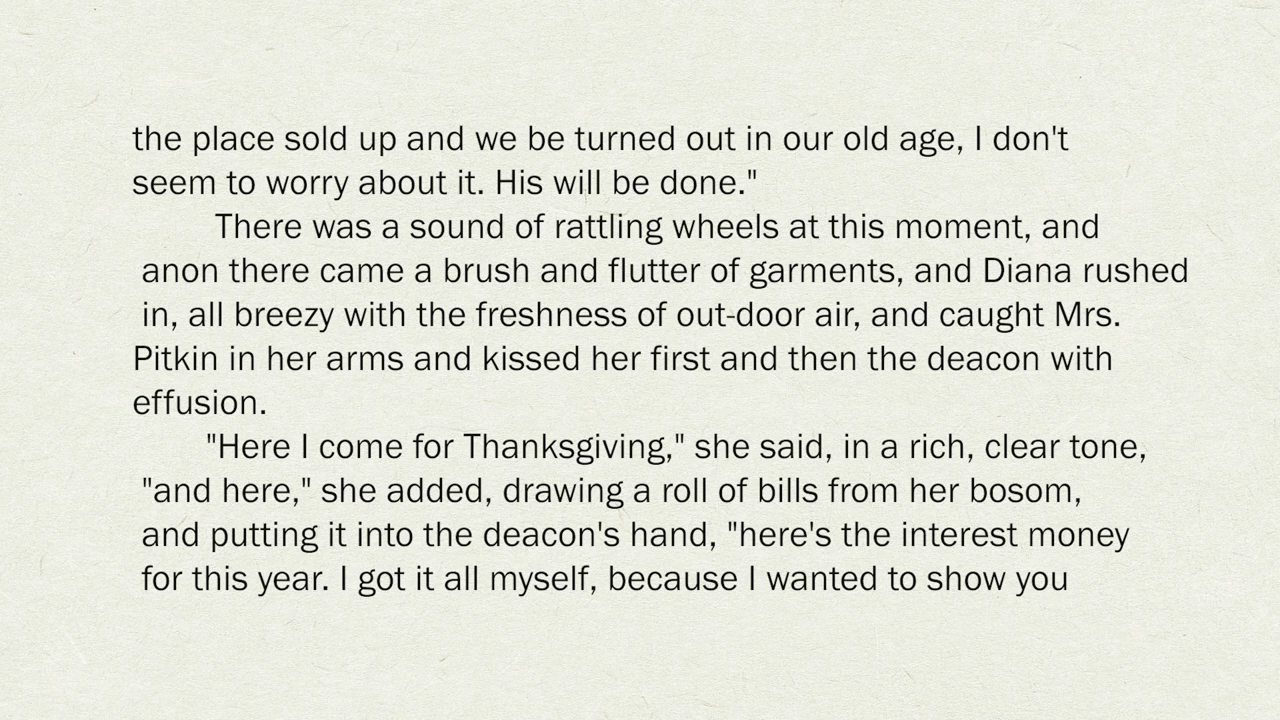 the place sold up and we be turned out in our old age, I don't
seem to worry about it. His will be done."
There was a sound of rattling wheels at this moment, and
anon there came a brush and flutter of garments, and Diana rushed
in, all breezy with the freshness of out-door air, and caught Mrs.
Pitkin in her arms and kissed her first and then the deacon with
effusion.
"Here I come for Thanksgiving," she said, in a rich, clear tone,
"and here," she added, drawing a roll of bills from her bosom,
and putting it into the deacon's hand, "here's the interest money
for this year. I got it all myself, because I wanted to show you